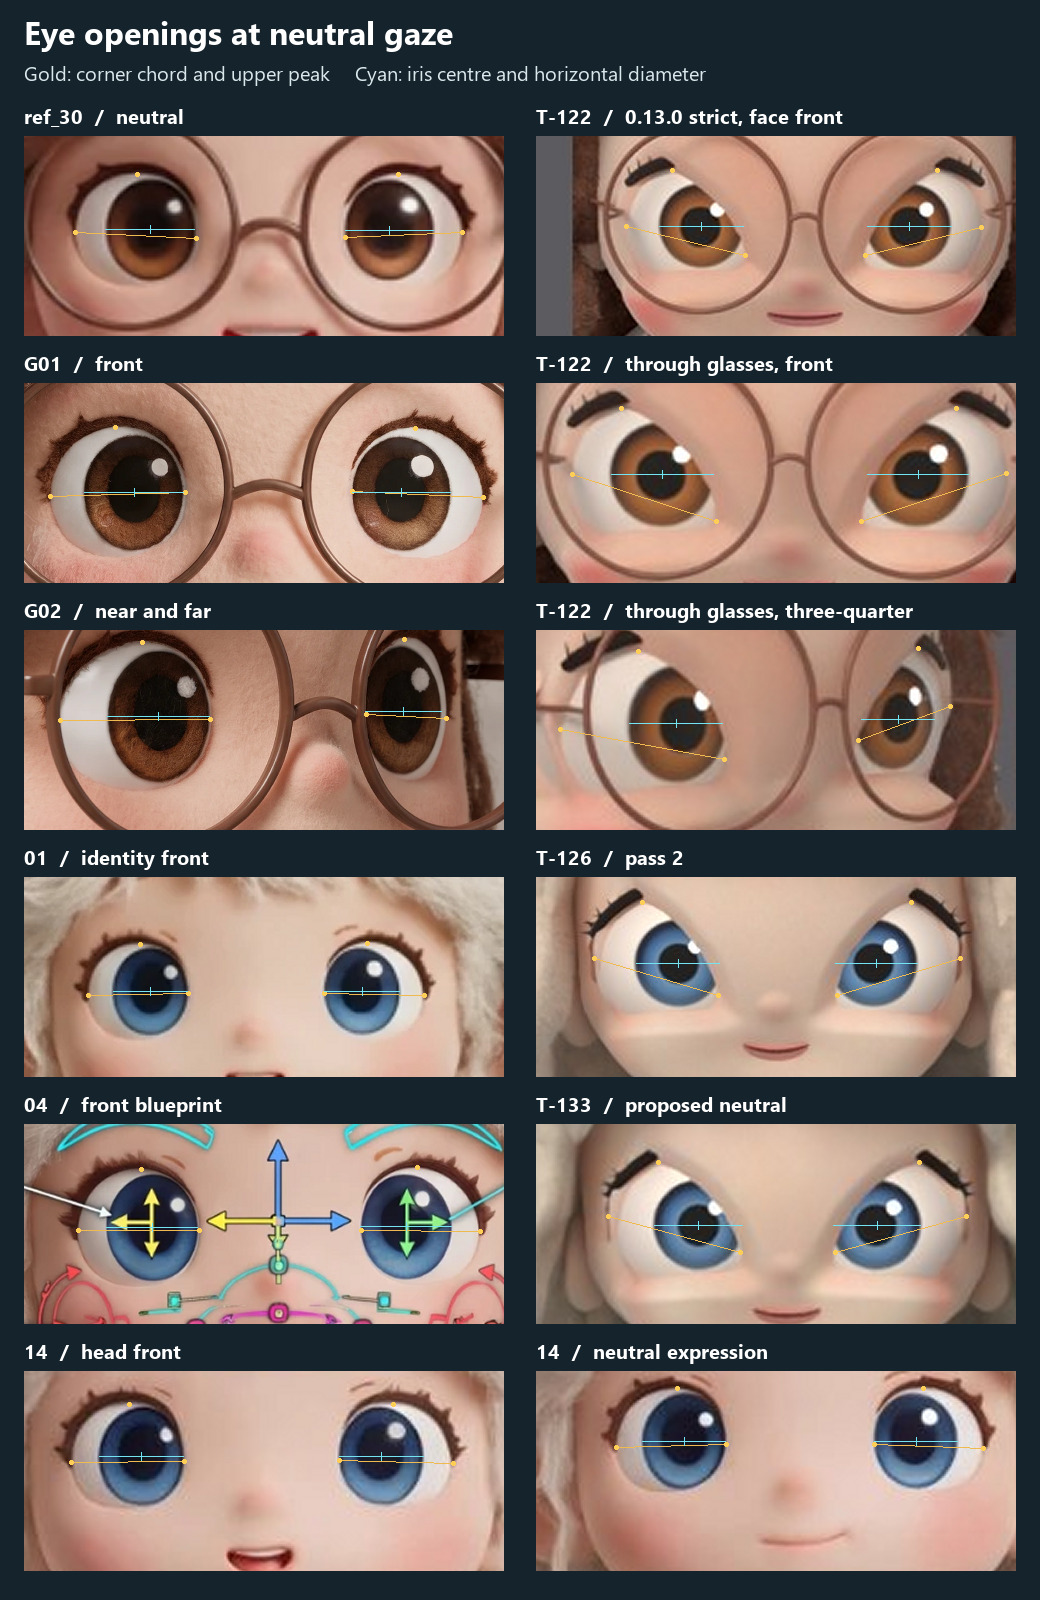 Eye openings at neutral gaze
Gold: corner chord and upper peak Cyan: iris centre and horizontal diameter
ref_30 / neutral
T-122 / 0.13.0 strict, face front
G01 / front
T-122 / through glasses, front
G02 / near and far
T-122 / through glasses, three-quarter
01 / identity front
T-126 / pass 2
04 / front blueprint
T-133 / proposed neutral
14 / head front
14 / neutral expression